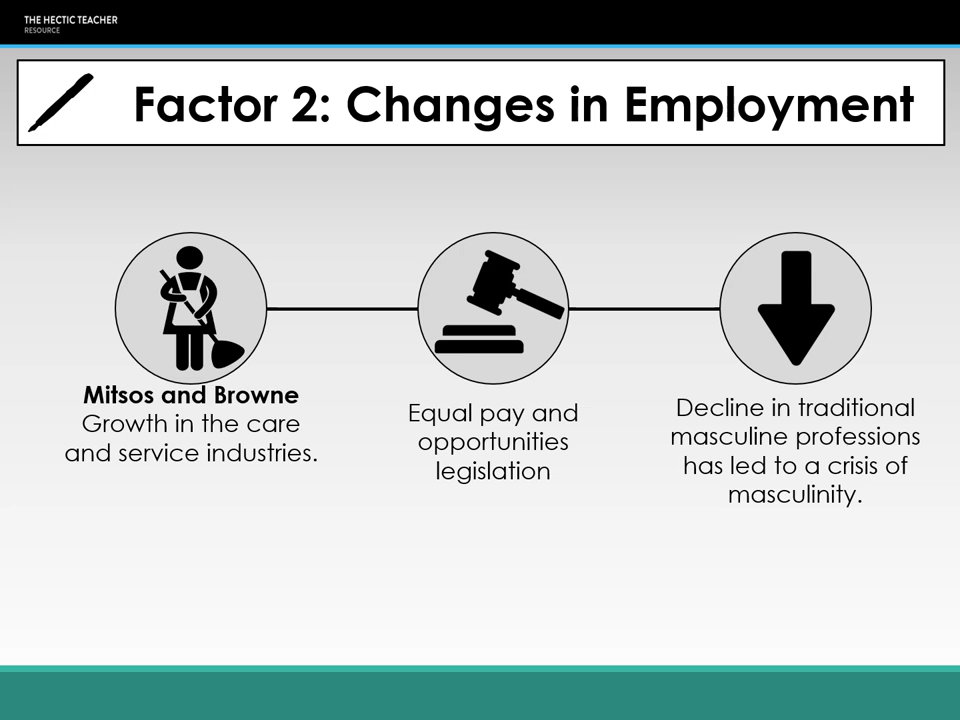 THE HECTIC TEACHER
RESOURCE
Factor 2: Changes in Employment
Mitsos and Browne
Growth in the care
and service industries.
Equal pay and
opportunities
legislation
Decline in traditional
masculine professions
has led to a crisis of
masculinity.